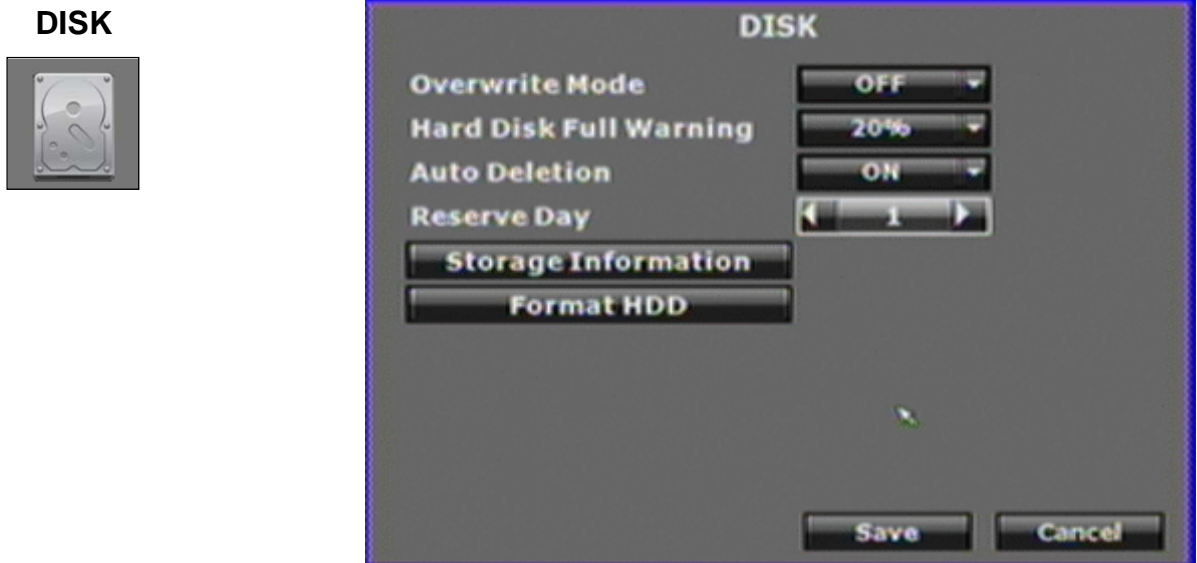 DISK
DISK
Overwrite Mode OFF
Hard Disk Full Warning 20%
Auto Deletion ON
Reserve Day 1
Storage Information
Format HDD
Save Cancel